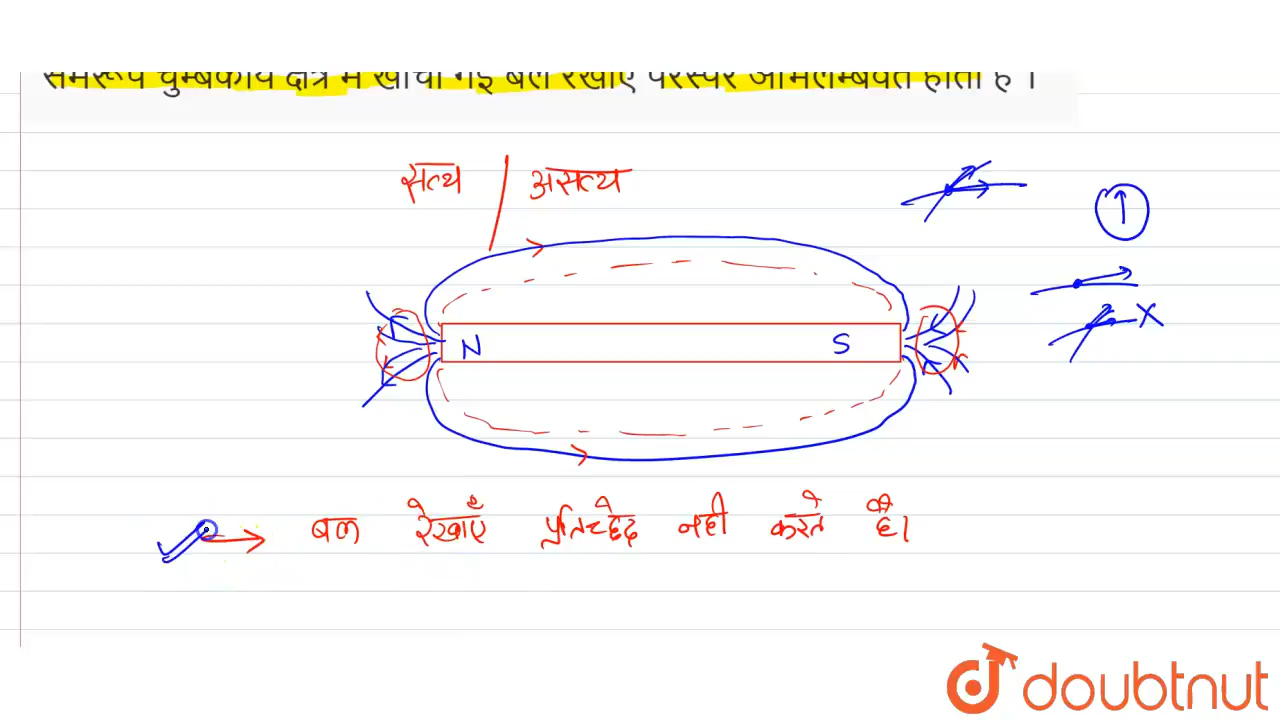 समरूप चुम्बकीय क्षेत्र में खींची गई बल रेखाएँ परस्पर अभिलम्बवत होती है ।
सत्य / असत्य
N S
X
बल रेखाएँ प्रतिच्छेद नही करते है।
doubtnut